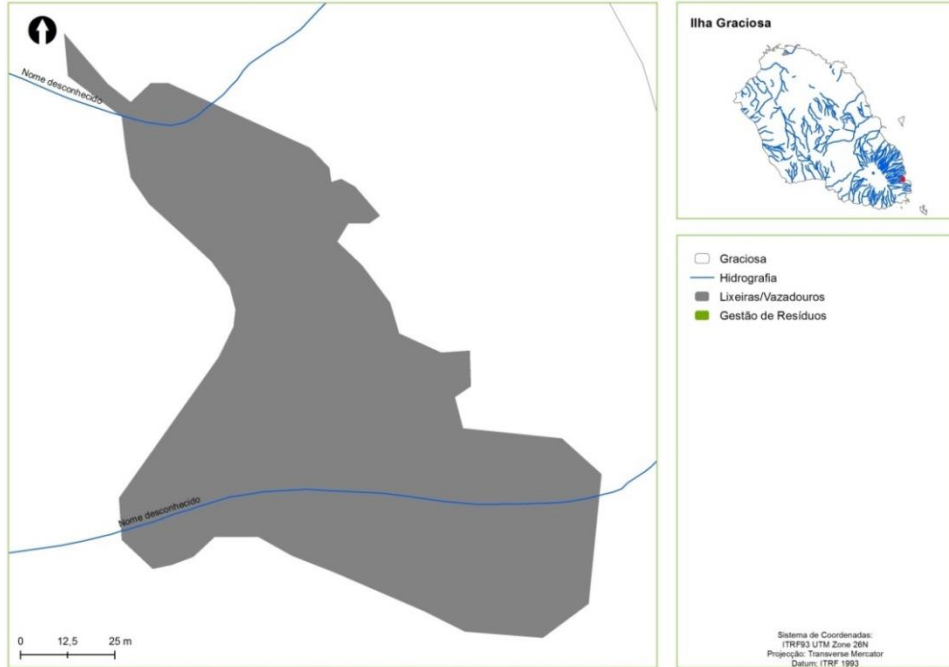 Nome desconhecido
Nome desconhecido
0 12,5 25 m
Ilha Graciosa
Graciosa
Hidrografia
Lixeiras/Vazadouros
Gestão de Resíduos
Sistema de Coordenadas:
ITRF93 UTM Zone 26N
Projecção: Transverse Mercator
Datum: ITRF 1993